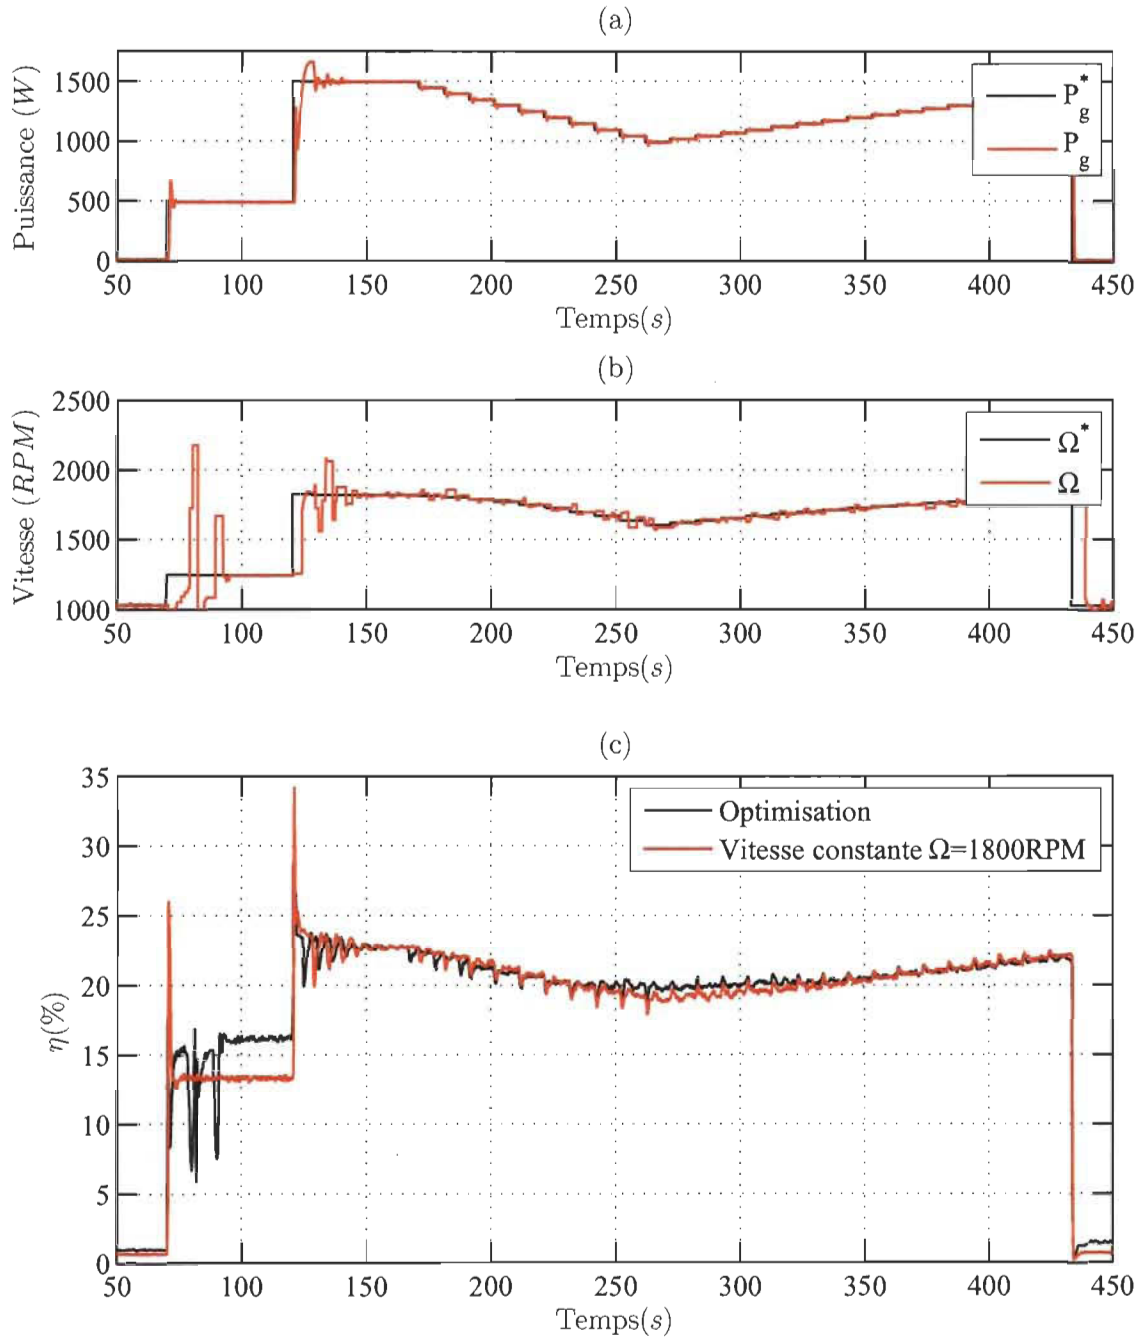 (a)
Puissance (W)
1500
1000
500
0
P*g
Pg
50 100 150 200 250 300 350 400 450
Temps(s)
(b)
Vitesse (RPM)
2500
2000
1500
1000
Ω*
Ω
50 100 150 200 250 300 350 400 450
Temps(s)
(c)
η(%)
35
30
25
20
15
10
5
0
Optimisation
Vitesse constante Ω=1800RPM
50 100 150 200 250 300 350 400 450
Temps(s)